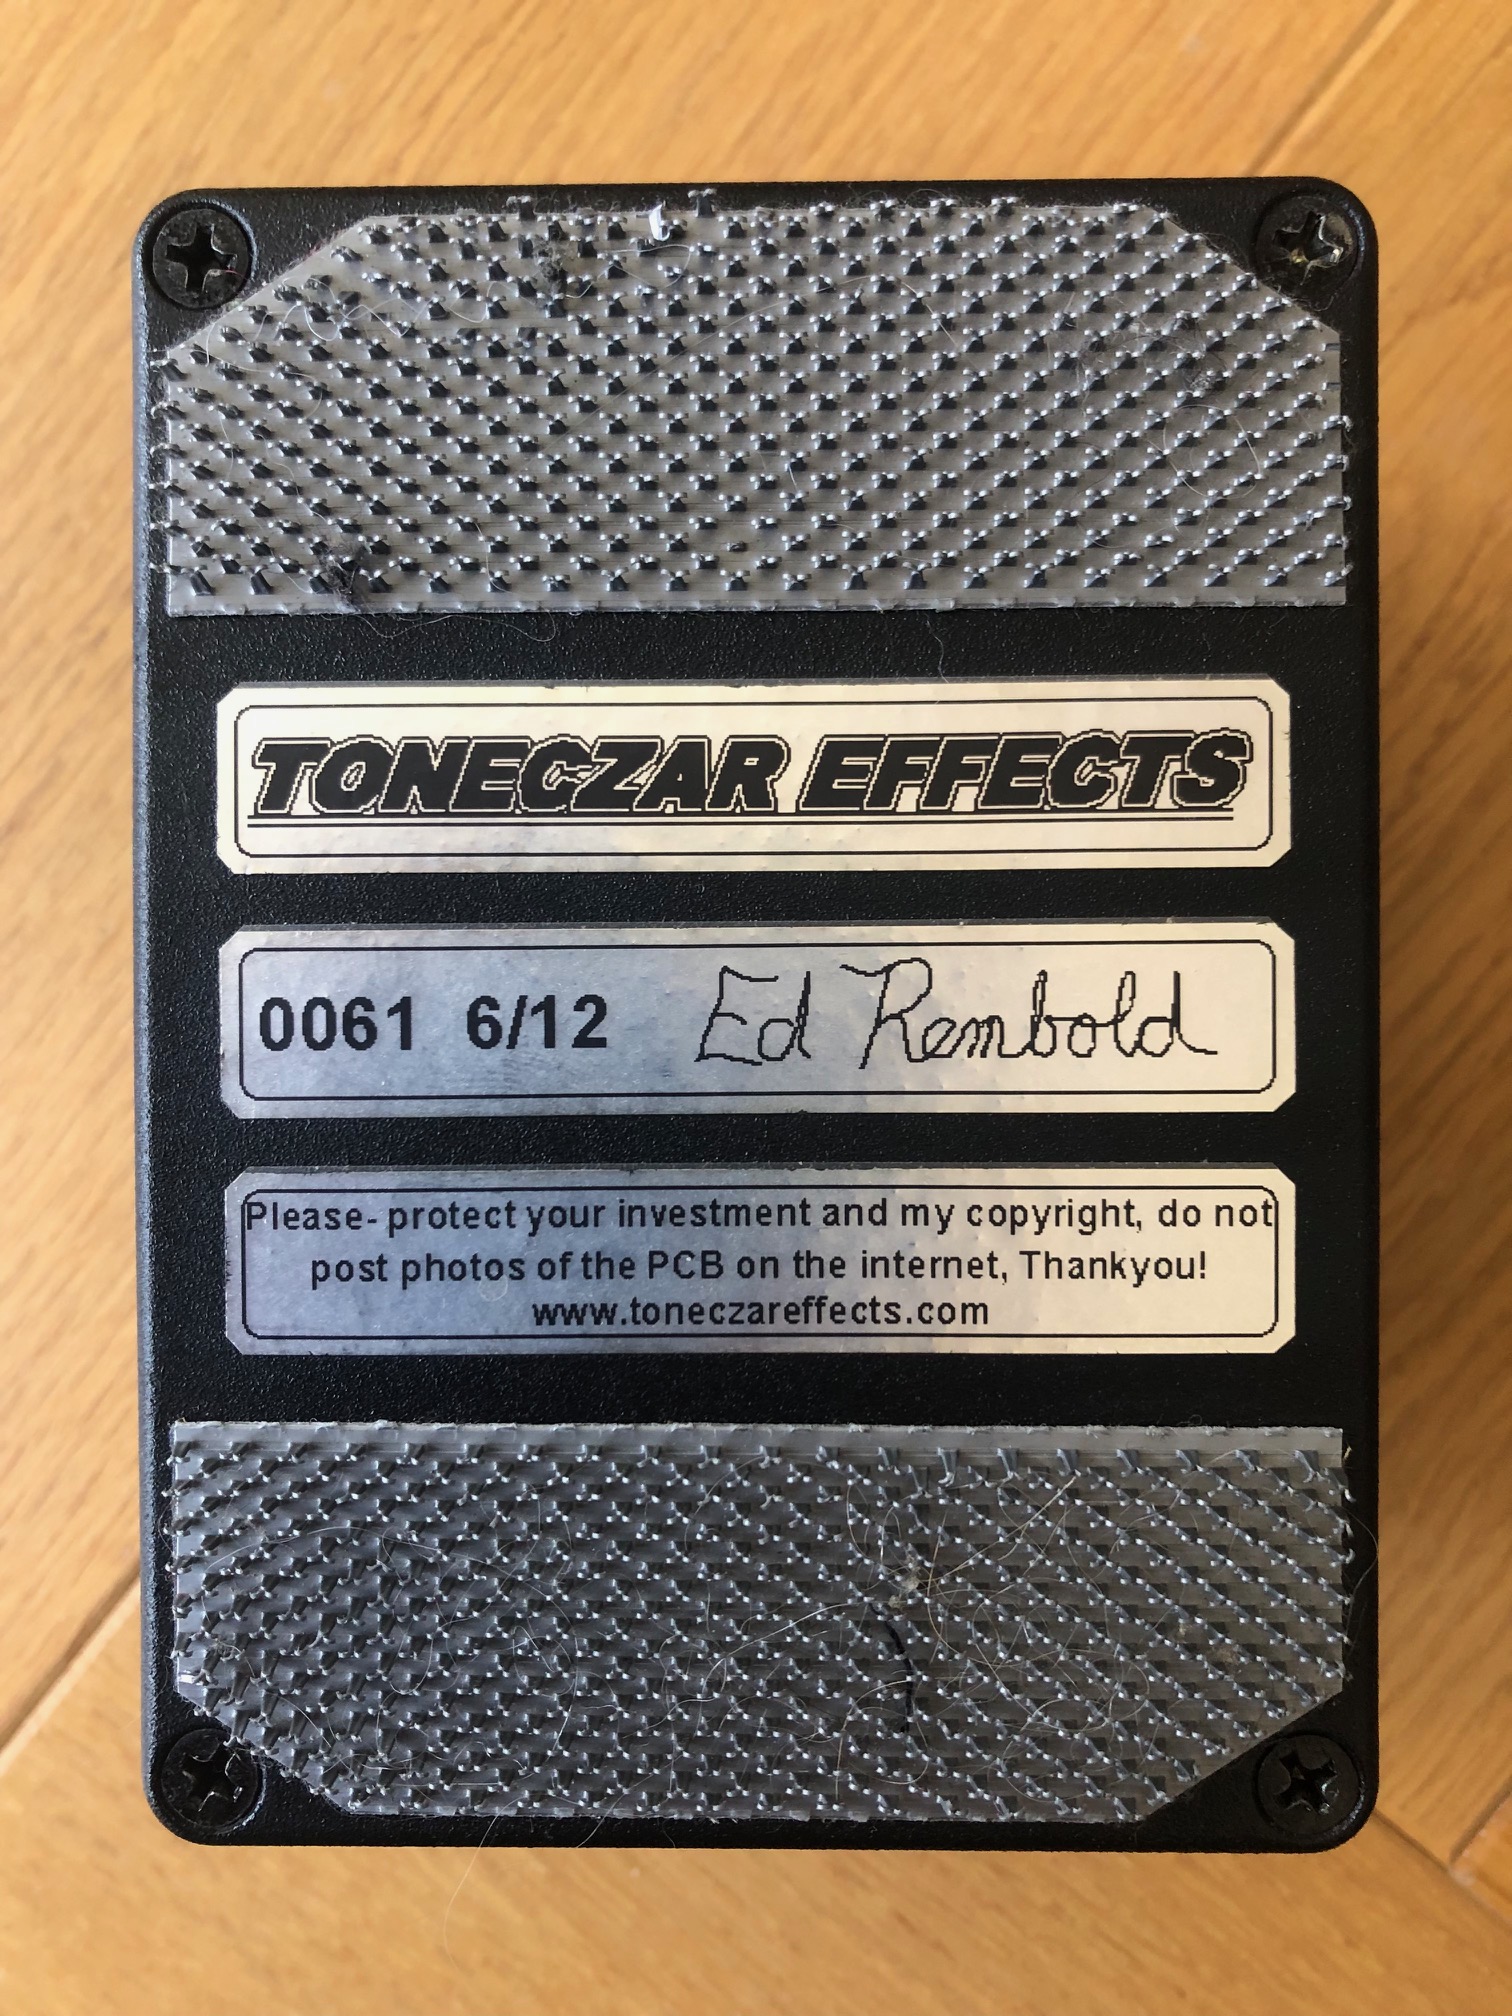 TONECZAR EFFECTS
0061 6/12 Ed Rembold
Please- protect your investment and my copyright, do not
post photos of the PCB on the internet, Thankyou!
www.toneczareffects.com